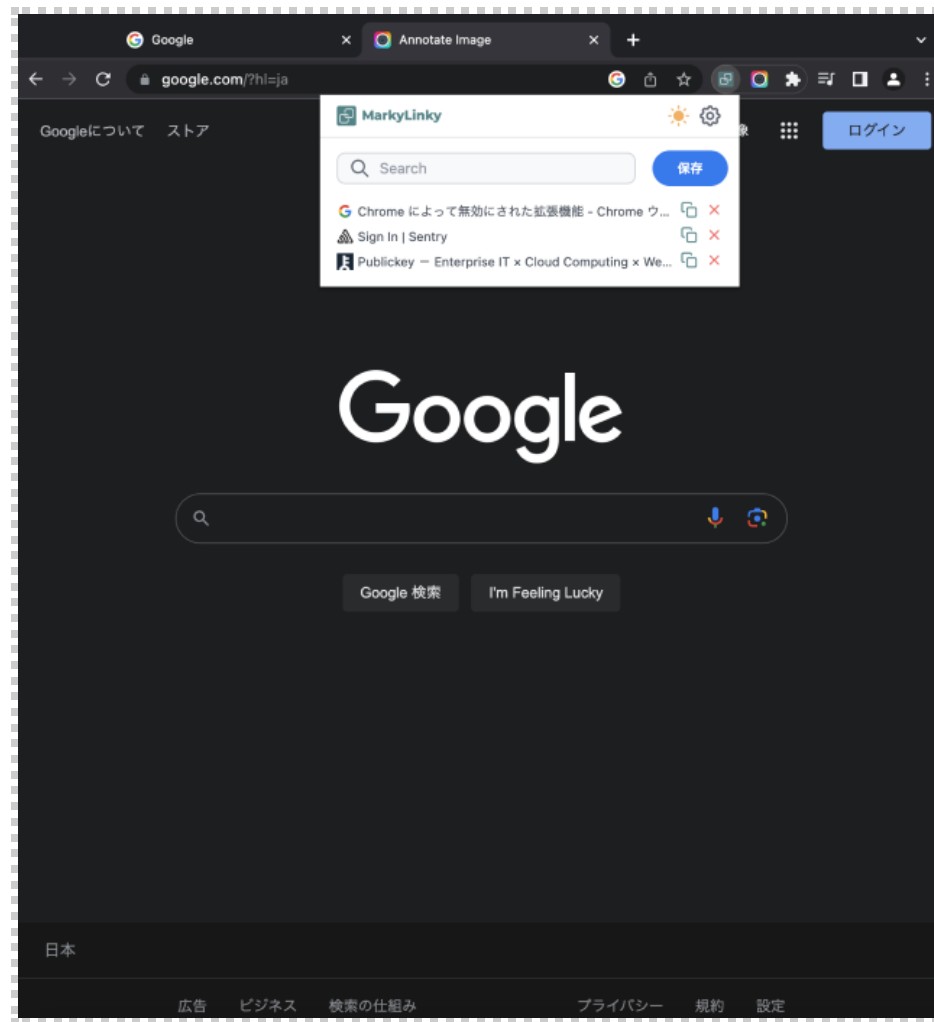 Google
Annotate Image
google.com/?hl=ja
MarkyLinky
Googleについて ストア
ログイン
Search
保存
Chrome によって無効にされた拡張機能 - Chrome ウ...
Sign In | Sentry
Publickey － Enterprise IT × Cloud Computing × We...
Google
Google 検索 I'm Feeling Lucky
日本
広告 ビジネス 検索の仕組み プライバシー 規約 設定